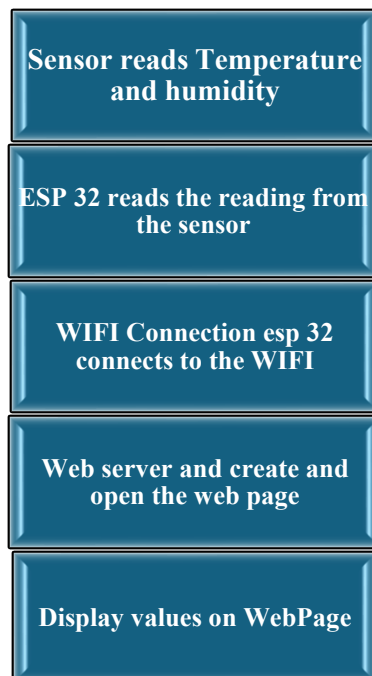 Sensor reads Temperature
and humidity
ESP 32 reads the reading from
the sensor
WIFI Connection esp 32
connects to the WIFI
Web server and create and
open the web page
Display values on WebPage